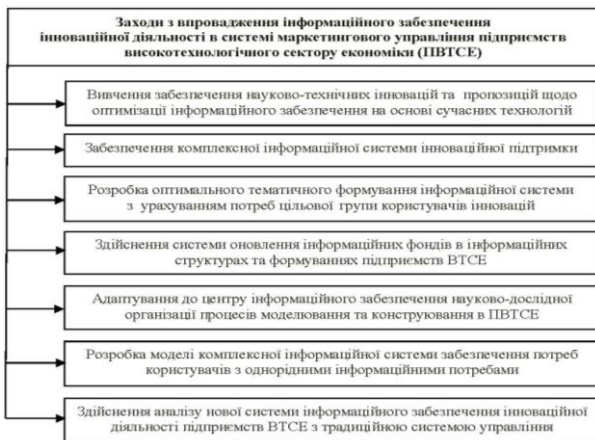 Заходи з впровадження інформаційного забезпечення
інноваційної діяльності в системі маркетингового управління підприємств
високотехнологічного сектору економіки (ПВТСЕ)
Вивчення забезпечення науково-технічних інновацій та пропозицій щодо
оптимізації інформаційного забезпечення на основі сучасних технологій
Забезпечення комплексної інформаційної системи інноваційної підтримки
Розробка оптимального тематичного формування інформаційної системи
з урахуванням потреб цільової групи користувачів інновацій
Здійснення системи оновлення інформаційних фондів в інформаційних
структурах та формуваннях підприємств ВТСЕ
Адаптування до центру інформаційного забезпечення науково-дослідної
організації процесів моделювання та конструювання в ПВТСЕ
Розробка моделі комплексної інформаційної системи забезпечення потреб
користувачів з однорідними інформаційними потребами
Здійснення аналізу нової системи інформаційного забезпечення інноваційної
діяльності підприємств ВТСЕ з традиційною системою управління